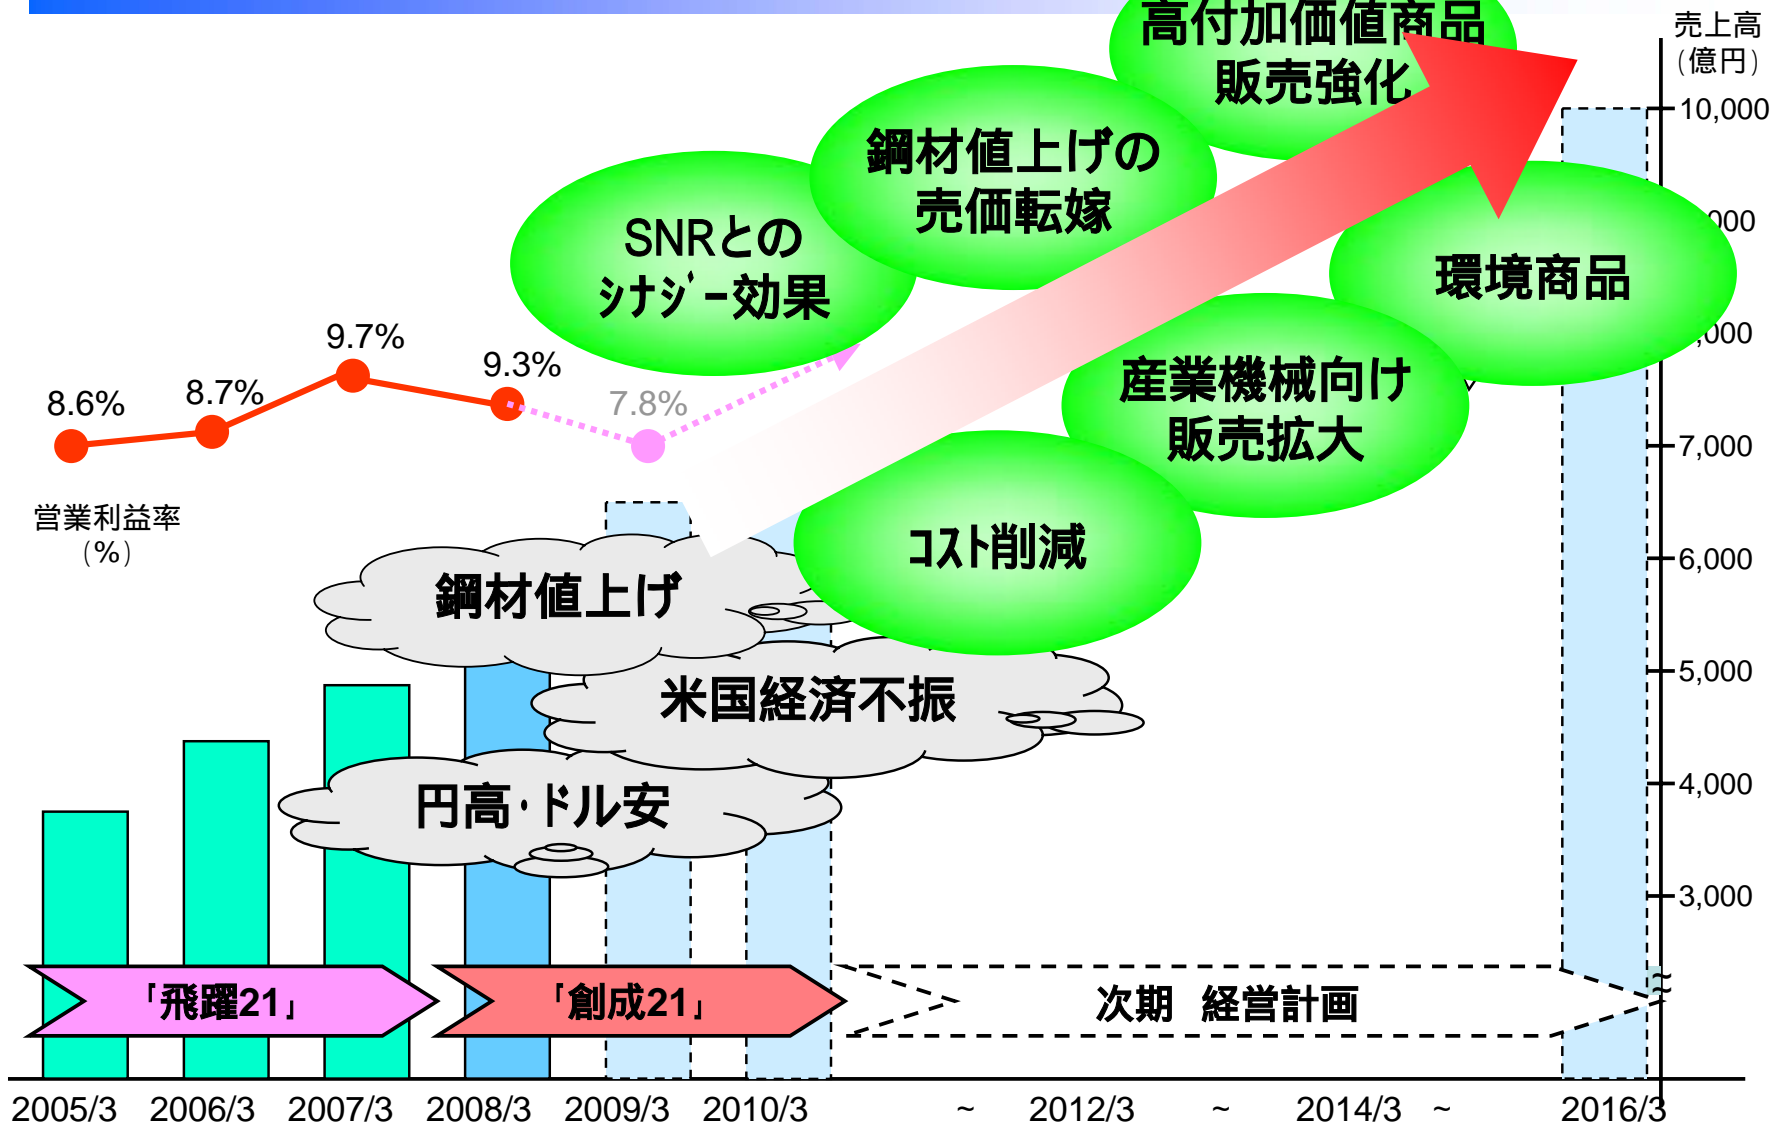 高付加価値商品
販売強化
売上高
(億円)
10,000
鋼材値上げの
売価転嫁
SNRとの
ｼﾅｼﾞｰ効果
000
環境商品
,000
9.7%
9.3%
8.6%
8.7%
7.8%
産業機械向け
販売拡大
7,000
営業利益率
(%)
ｺｽﾄ削減
6,000
鋼材値上げ
5,000
米国経済不振
4,000
円高･ドル安
3,000
「飛躍21」
「創成21」
次期 経営計画
≈
2005/3 2006/3 2007/3 2008/3 2009/3 2010/3 ~ 2012/3 ~ 2014/3 ~ 2016/3